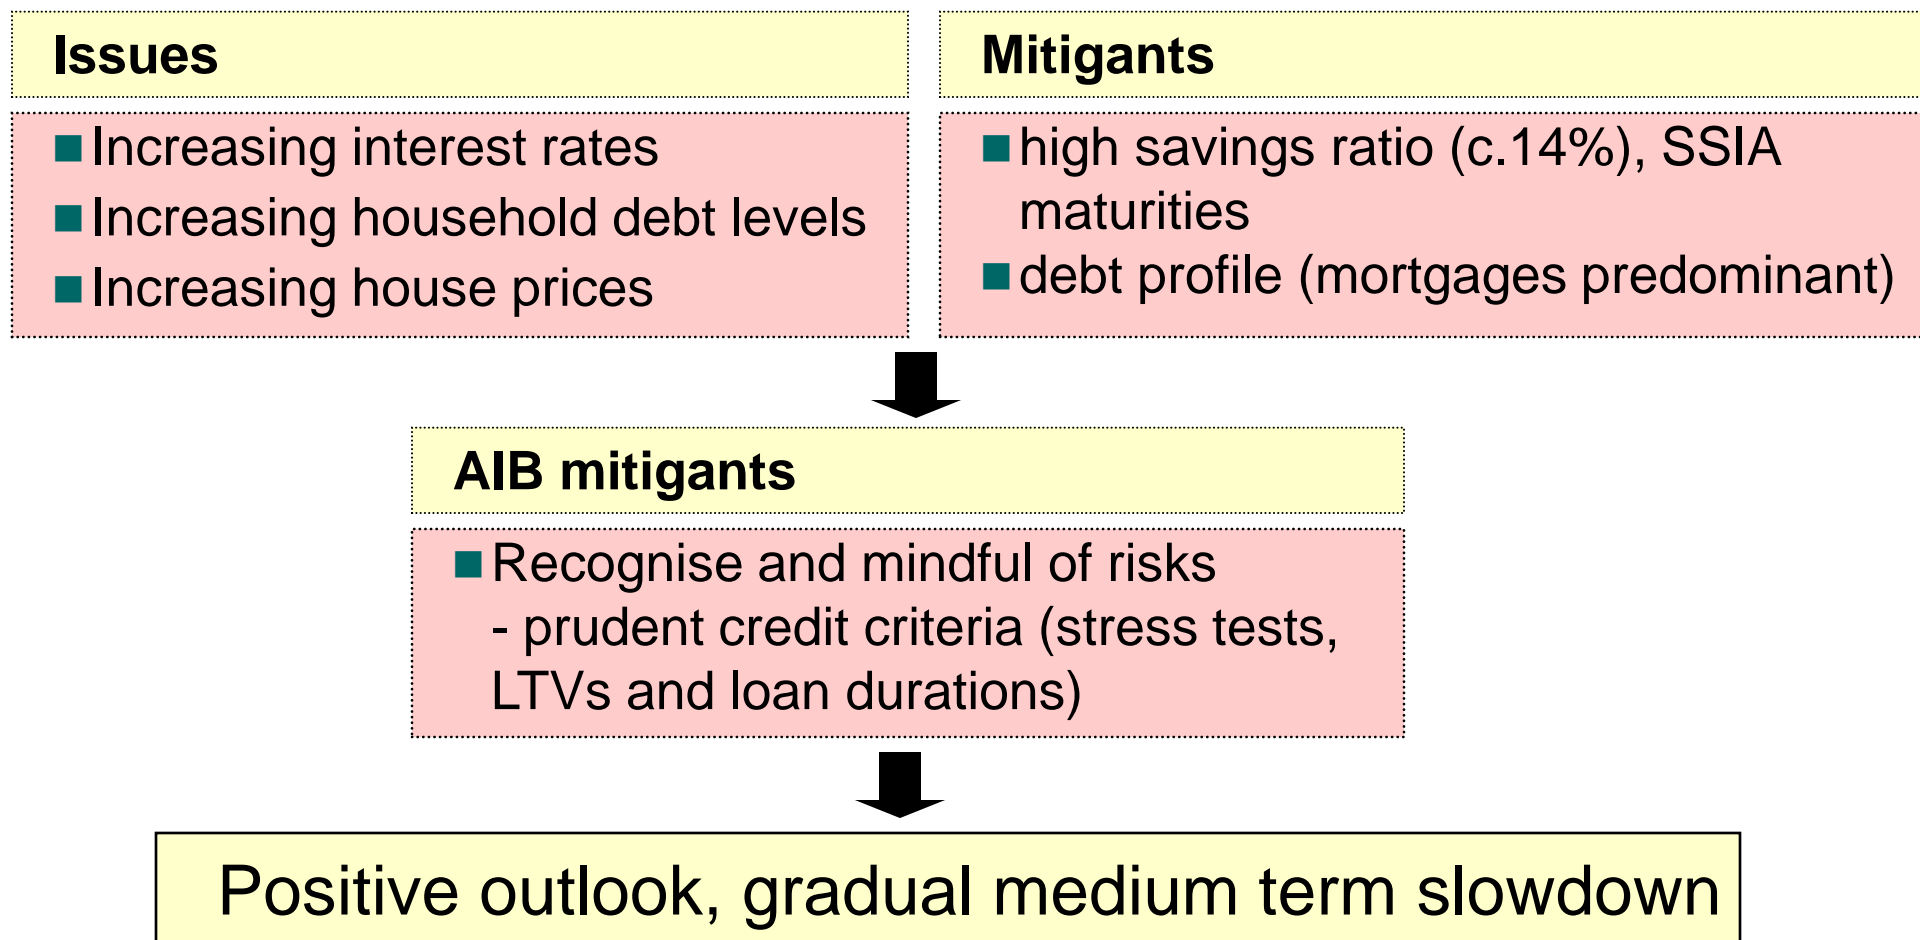 Issues
Increasing interest rates
Increasing household debt levels
Increasing house prices
Mitigants
high savings ratio (c.14%), SSIA
maturities
debt profile (mortgages predominant)
AIB mitigants
Recognise and mindful of risks
- prudent credit criteria (stress tests,
LTVs and loan durations)
Positive outlook, gradual medium term slowdown